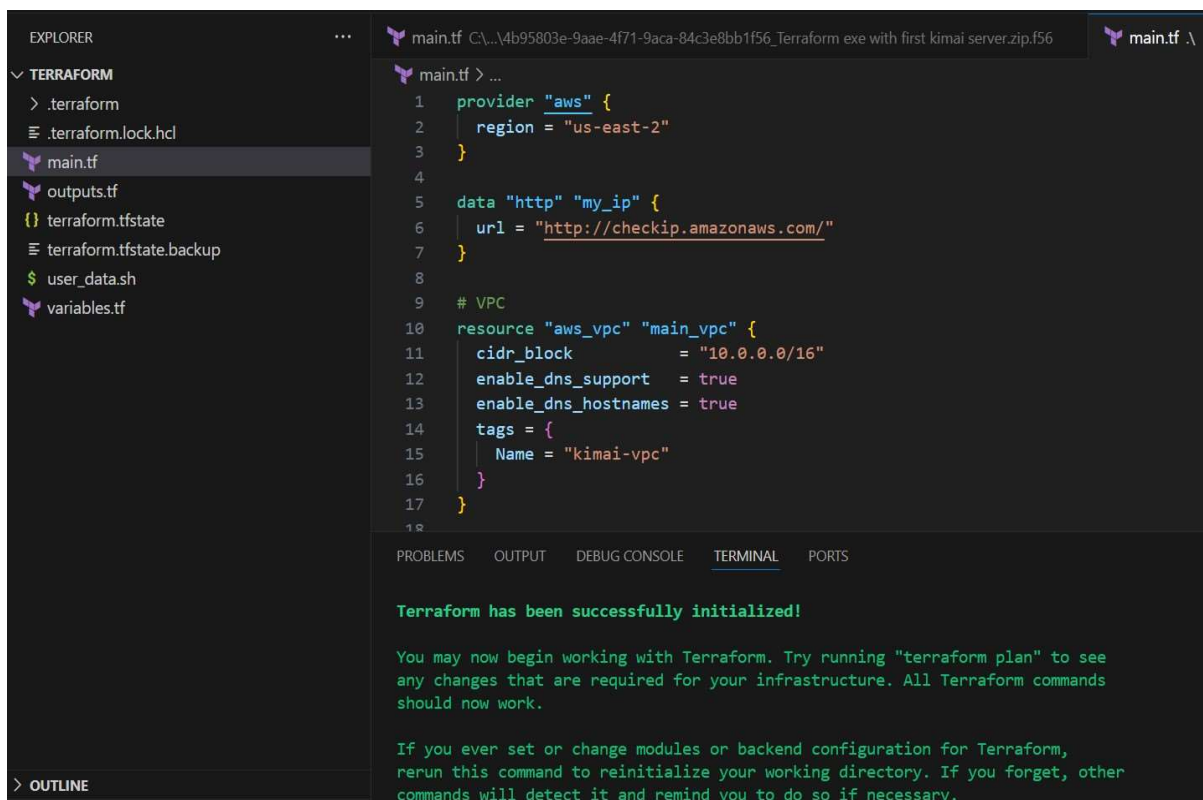 EXPLORER
...
TERRAFORM
.terraform
.terraform.lock.hcl
main.tf
outputs.tf
terraform.tfstate
terraform.tfstate.backup
user_data.sh
variables.tf
OUTLINE
main.tf C:\...\4b95803e-9aae-4f71-9aca-84c3e8bb1f56_Terraform exe with first kimai server.zip.f56
main.tf .\
main.tf > ...
1 provider "aws" {
2   region = "us-east-2"
3 }
4
5 data "http" "my_ip" {
6   url = "http://checkip.amazonaws.com/"
7 }
8
9 # VPC
10 resource "aws_vpc" "main_vpc" {
11   cidr_block           = "10.0.0.0/16"
12   enable_dns_support   = true
13   enable_dns_hostnames = true
14   tags = {
15     Name = "kimai-vpc"
16   }
17 }
18
PROBLEMS OUTPUT DEBUG CONSOLE TERMINAL PORTS
Terraform has been successfully initialized!
You may now begin working with Terraform. Try running "terraform plan" to see
any changes that are required for your infrastructure. All Terraform commands
should now work.
If you ever set or change modules or backend configuration for Terraform,
rerun this command to reinitialize your working directory. If you forget, other
commands will detect it and remind you to do so if necessary.